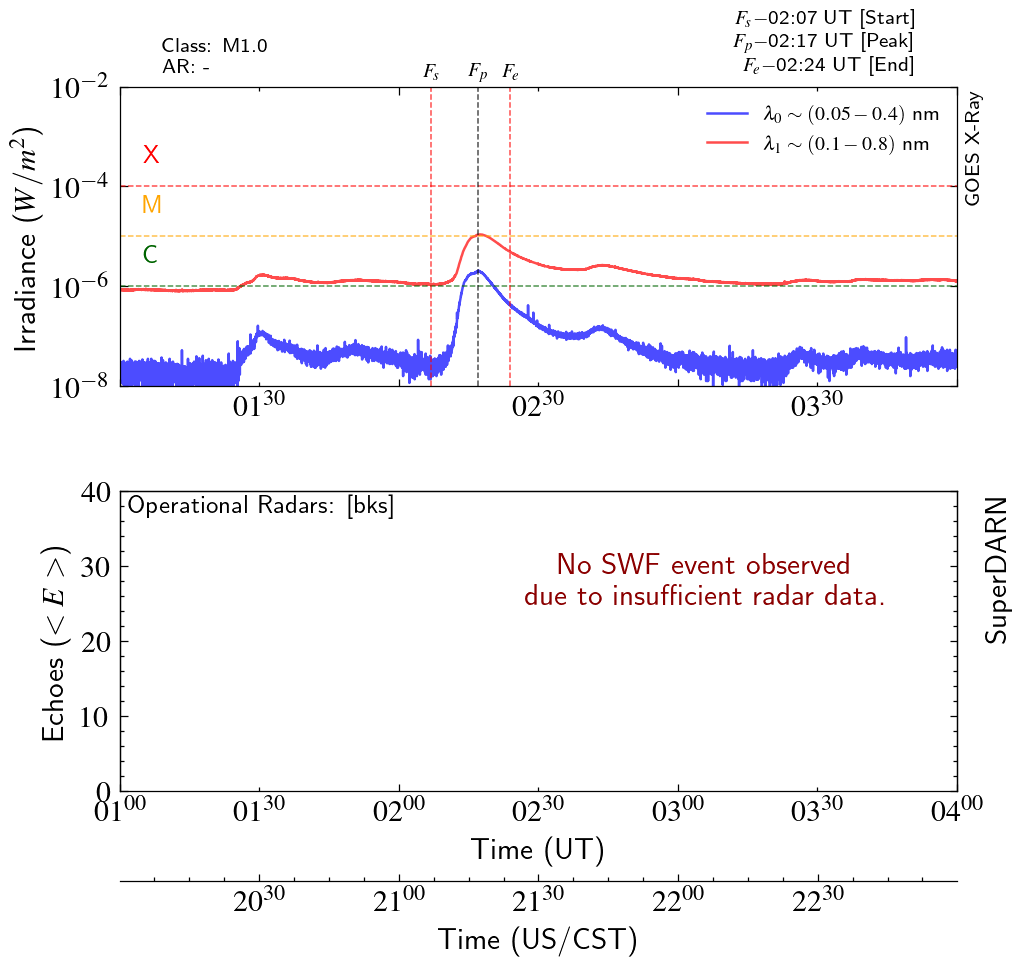 F_s−02:07 UT [Start]
Class: M1.0
F_p−02:17 UT [Peak]
AR: -
F_e−02:24 UT [End]
F_s F_p F_e
10^−2
λ_0 ∼ (0.05 − 0.4) nm
λ_1 ∼ (0.1 − 0.8) nm
GOES X-Ray
X
10^−4
M
Irradiance (W/m^2)
C
10^−6
10^−8
01^30 02^30 03^30
40
Operational Radars: [bks]
No SWF event observed
due to insufficient radar data.
SuperDARN
30
Echoes (< E >)
20
10
0
01^00 01^30 02^00 02^30 03^00 03^30 04^00
Time (UT)
20^30 21^00 21^30 22^00 22^30
Time (US/CST)